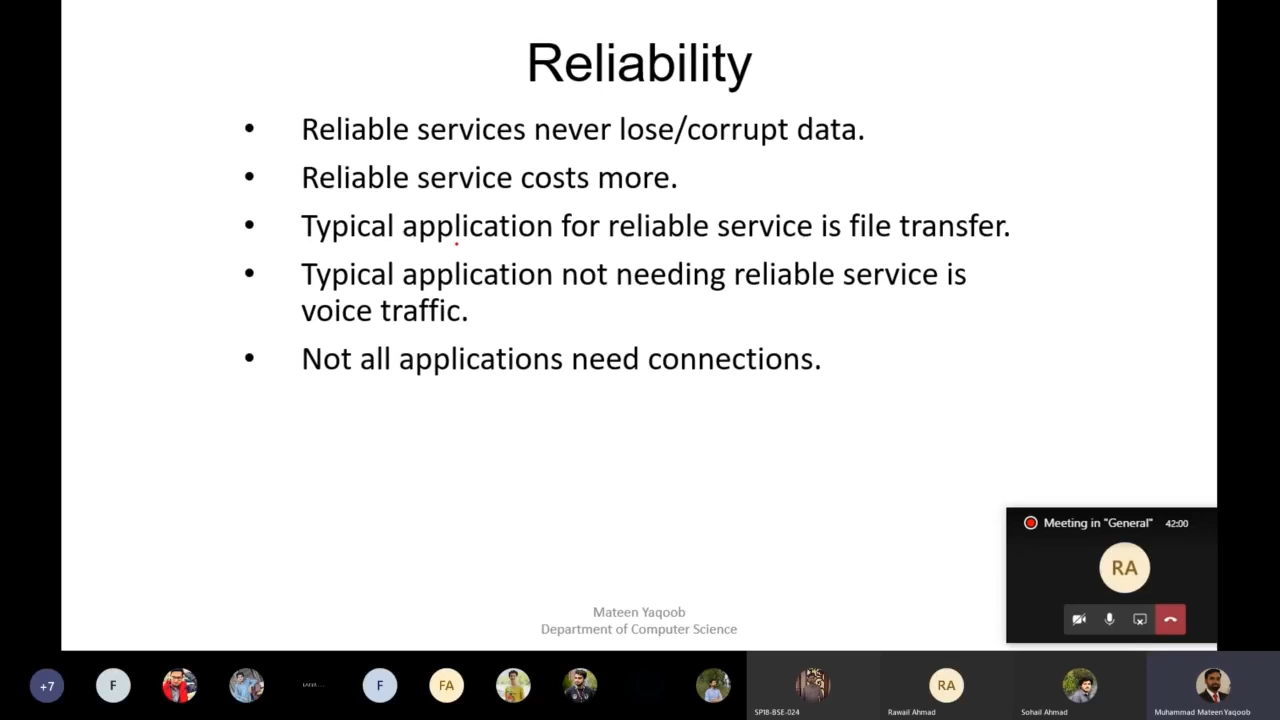 Reliability
• Reliable services never lose/corrupt data.
• Reliable service costs more.
• Typical application for reliable service is file transfer.
• Typical application not needing reliable service is
voice traffic.
• Not all applications need connections.
Meeting in "General" 42:00
RA
Mateen Yaqoob
Department of Computer Science
+7
F
F
FA
RA
SP18-BSE-024
Rawail Ahmad
Sohail Ahmad
Muhammad Mateen Yaqoob